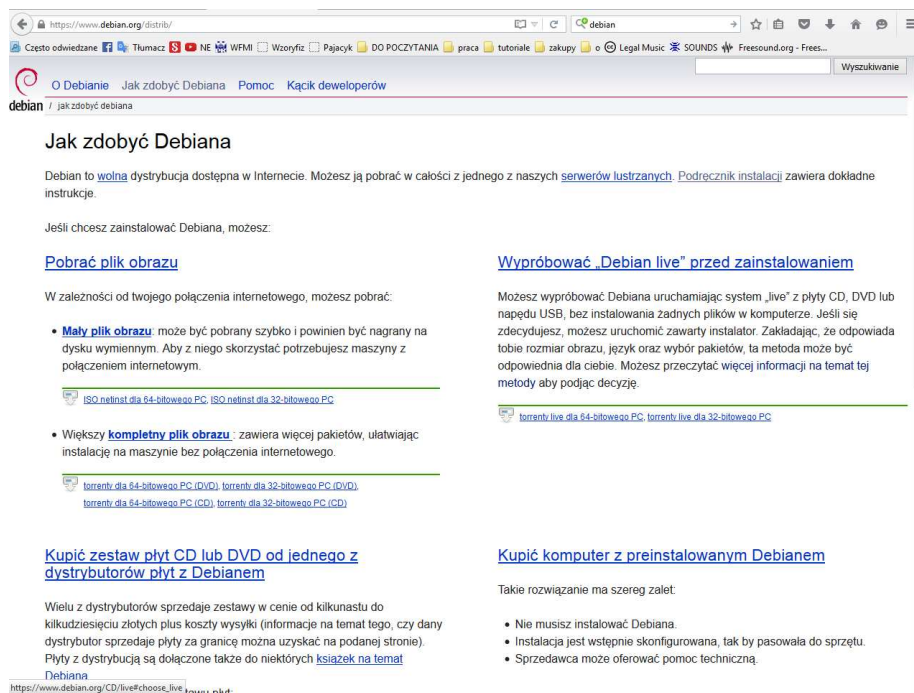 https://www.debian.org/distrib/
debian
Często odwiedzane
Tłumacz
NE
WFMI
Wzoryfiz
Pajacyk
DO POCZYTANIA
praca
tutoriale
zakupy
o
Legal Music
SOUNDS
Freesound.org - Frees...
Wyszukiwanie
O Debianie Jak zdobyć Debiana Pomoc Kącik deweloperów
debian / jak zdobyć debiana
Jak zdobyć Debiana
Debian to wolna dystrybucja dostępna w Internecie. Możesz ją pobrać w całości z jednego z naszych serwerów lustrzanych. Podręcznik instalacji zawiera dokładne
instrukcje.
Jeśli chcesz zainstalować Debiana, możesz:
Pobrać plik obrazu
W zależności od twojego połączenia internetowego, możesz pobrać:
• Mały plik obrazu: może być pobrany szybko i powinien być nagrany na
dysku wymiennym. Aby z niego skorzystać potrzebujesz maszyny z
połączeniem internetowym.
ISO netinst dla 64-bitowego PC, ISO netinst dla 32-bitowego PC
• Większy kompletny plik obrazu : zawiera więcej pakietów, ułatwiając
instalację na maszynie bez połączenia internetowego.
torrenty dla 64-bitowego PC (DVD), torrenty dla 32-bitowego PC (DVD),
torrenty dla 64-bitowego PC (CD), torrenty dla 32-bitowego PC (CD)
Wypróbować „Debian live” przed zainstalowaniem
Możesz wypróbować Debiana uruchamiając system „live” z płyty CD, DVD lub
napędu USB, bez instalowania żadnych plików w komputerze. Jeśli się
zdecydujesz, możesz uruchomić zawarty instalator. Zakładając, że odpowiada
tobie rozmiar obrazu, język oraz wybór pakietów, ta metoda może być
odpowiednia dla ciebie. Możesz przeczytać więcej informacji na temat tej
metody aby podjąc decyzję.
torrenty live dla 64-bitowego PC, torrenty live dla 32-bitowego PC
Kupić zestaw płyt CD lub DVD od jednego z
dystrybutorów płyt z Debianem
Wielu z dystrybutorów sprzedaje zestawy w cenie od kilkunastu do
kilkudziesięciu złotych plus koszty wysyłki (informacje na temat tego, czy dany
dystrybutor sprzedaje płyty za granicę można uzyskać na podanej stronie).
Płyty z dystrybucją są dołączone także do niektórych książek na temat
Debiana
Kupić komputer z preinstalowanym Debianem
Takie rozwiązanie ma szereg zalet:
• Nie musisz instalować Debiana.
• Instalacja jest wstępnie skonfigurowana, tak by pasowała do sprzętu.
• Sprzedawca może oferować pomoc techniczną.
https://www.debian.org/CD/live#choose_live